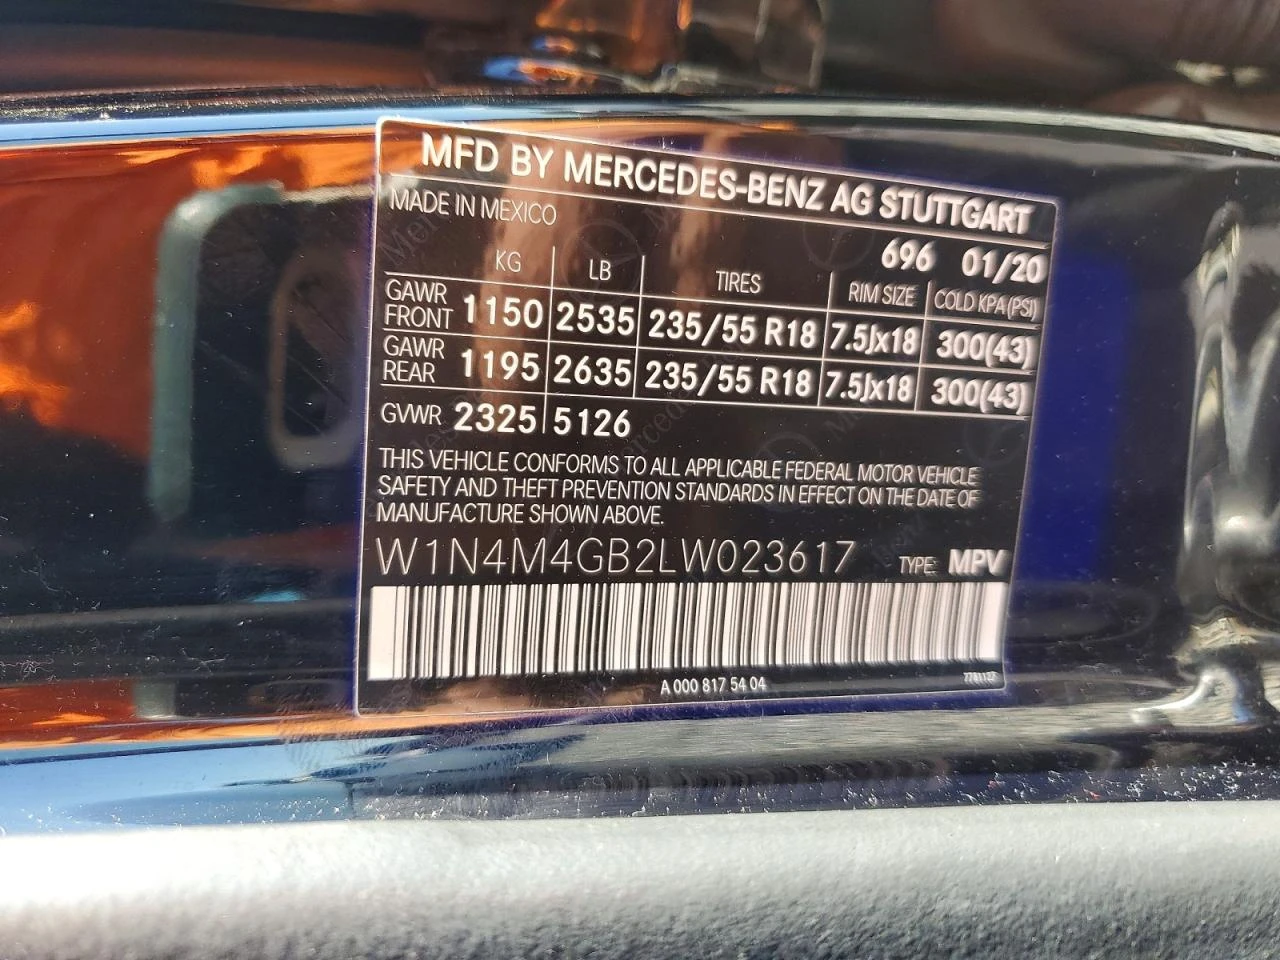 MFD BY MERCEDES-BENZ AG STUTTGART
MADE IN MEXICO
696 01/20
KG LB TIRES RIM SIZE COLD KPA(PSI)
GAWR FRONT 1150 2535 235/55 R18 7.5Jx18 300(43)
GAWR REAR 1195 2635 235/55 R18 7.5Jx18 300(43)
GVWR 2325 5126
THIS VEHICLE CONFORMS TO ALL APPLICABLE FEDERAL MOTOR VEHICLE
SAFETY AND THEFT PREVENTION STANDARDS IN EFFECT ON THE DATE OF
MANUFACTURE SHOWN ABOVE.
W1N4M4GB2LW023617 TYPE: MPV
A 000 817 54 04